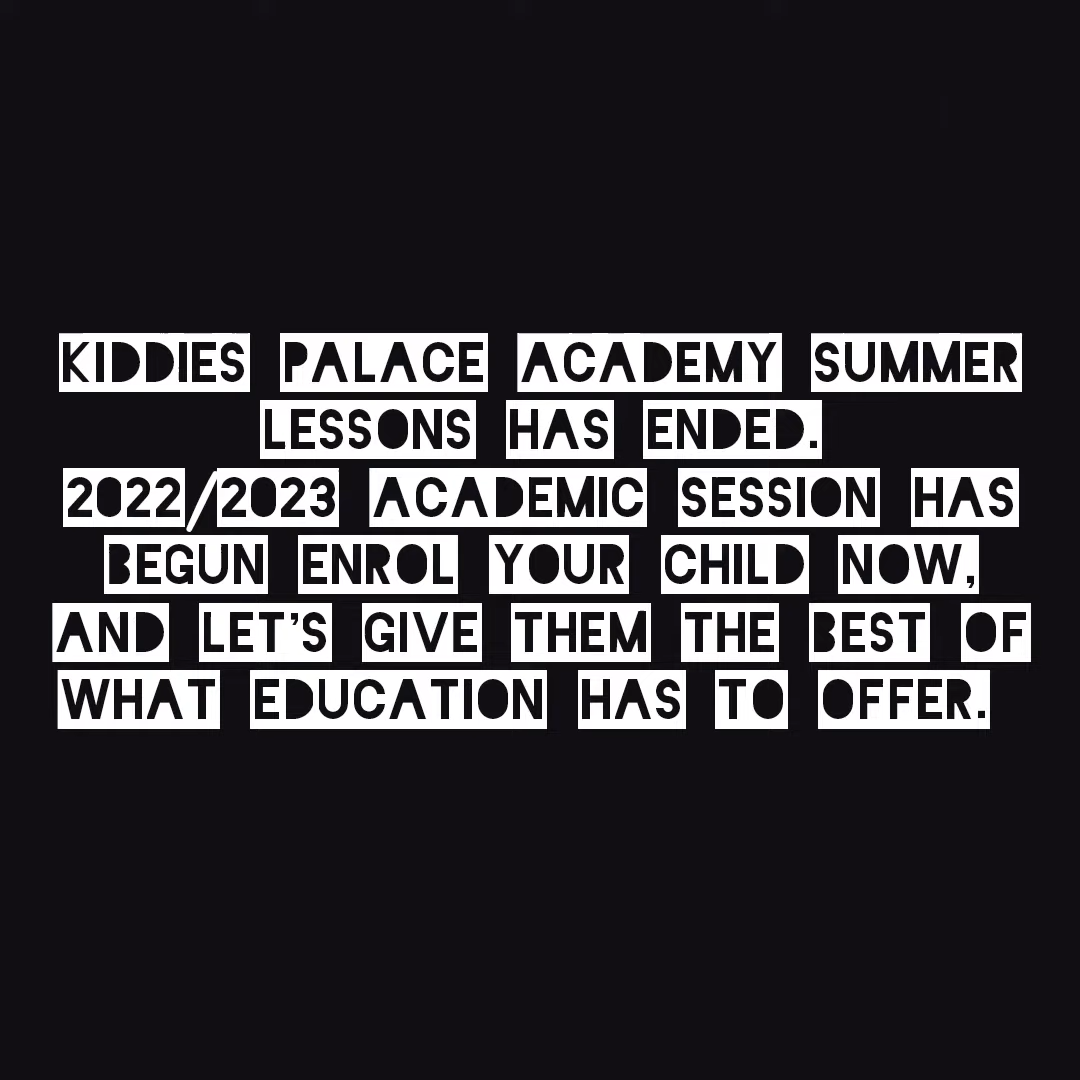 KIDDIES PALACE ACADEMY SUMMER
LESSONS HAS ENDED.
2022/2023 ACADEMIC SESSION HAS
BEGUN ENROL YOUR CHILD NOW,
AND LET'S GIVE THEM THE BEST OF
WHAT EDUCATION HAS TO OFFER.